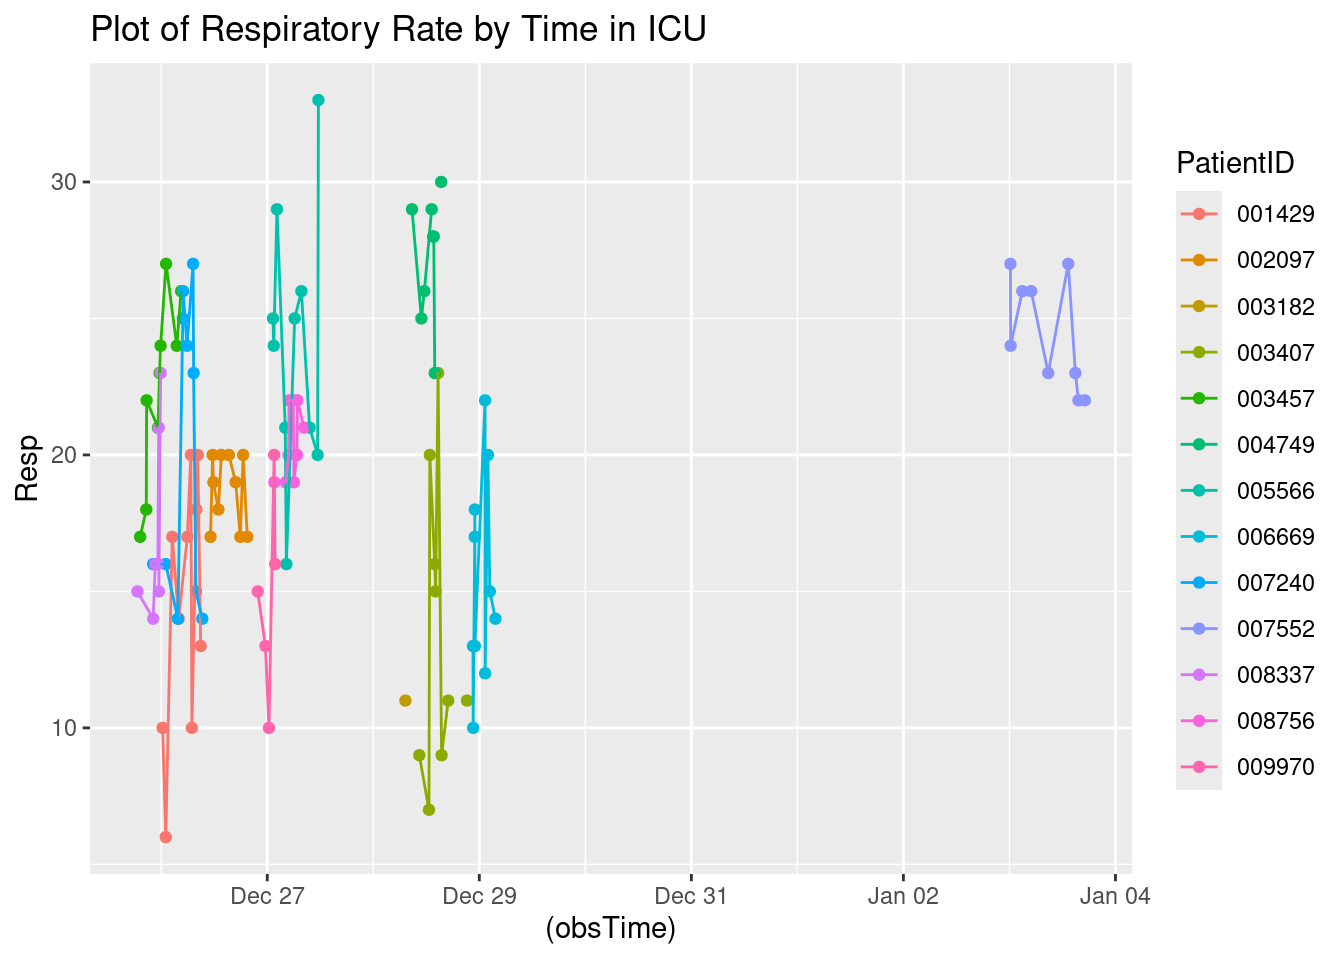 Plot of Respiratory Rate by Time in ICU
30
20
10
Resp
Dec 27
Dec 29
Dec 31
Jan 02
Jan 04
(obsTime)
PatientID
001429
002097
003182
003407
003457
004749
005566
006669
007240
007552
008337
008756
009970